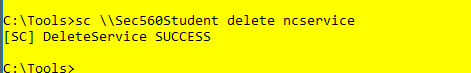 C:\Tools>sc \\Sec560Student delete ncservice
[SC] DeleteService SUCCESS
C:\Tools>